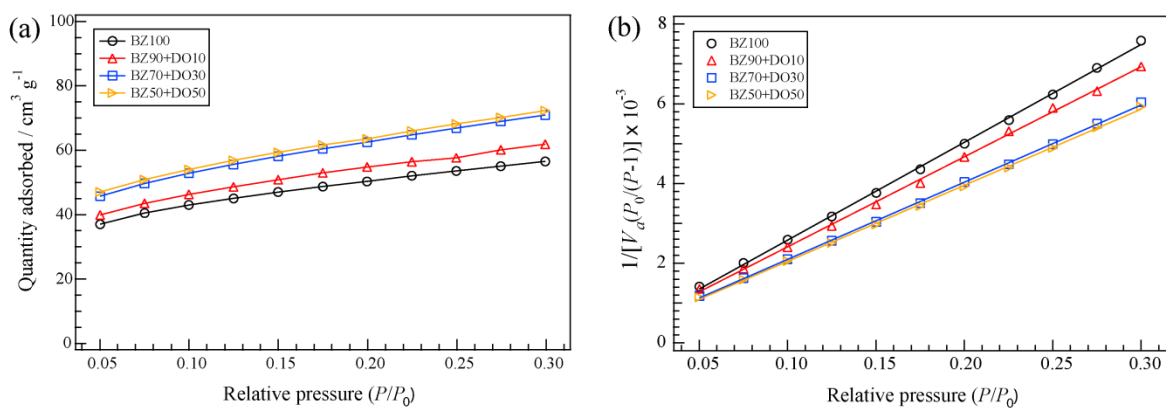 (a)
100
80
60
40
20
0
Quantity adsorbed / cm³ g⁻¹
BZ100
BZ90+DO10
BZ70+DO30
BZ50+DO50
0.05 0.10 0.15 0.20 0.25 0.30
Relative pressure (P/P₀)
(b)
8
6
4
2
0
1/[Vₐ(P₀/(P-1)] x 10⁻³
BZ100
BZ90+DO10
BZ70+DO30
BZ50+DO50
0.05 0.10 0.15 0.20 0.25 0.30
Relative pressure (P/P₀)